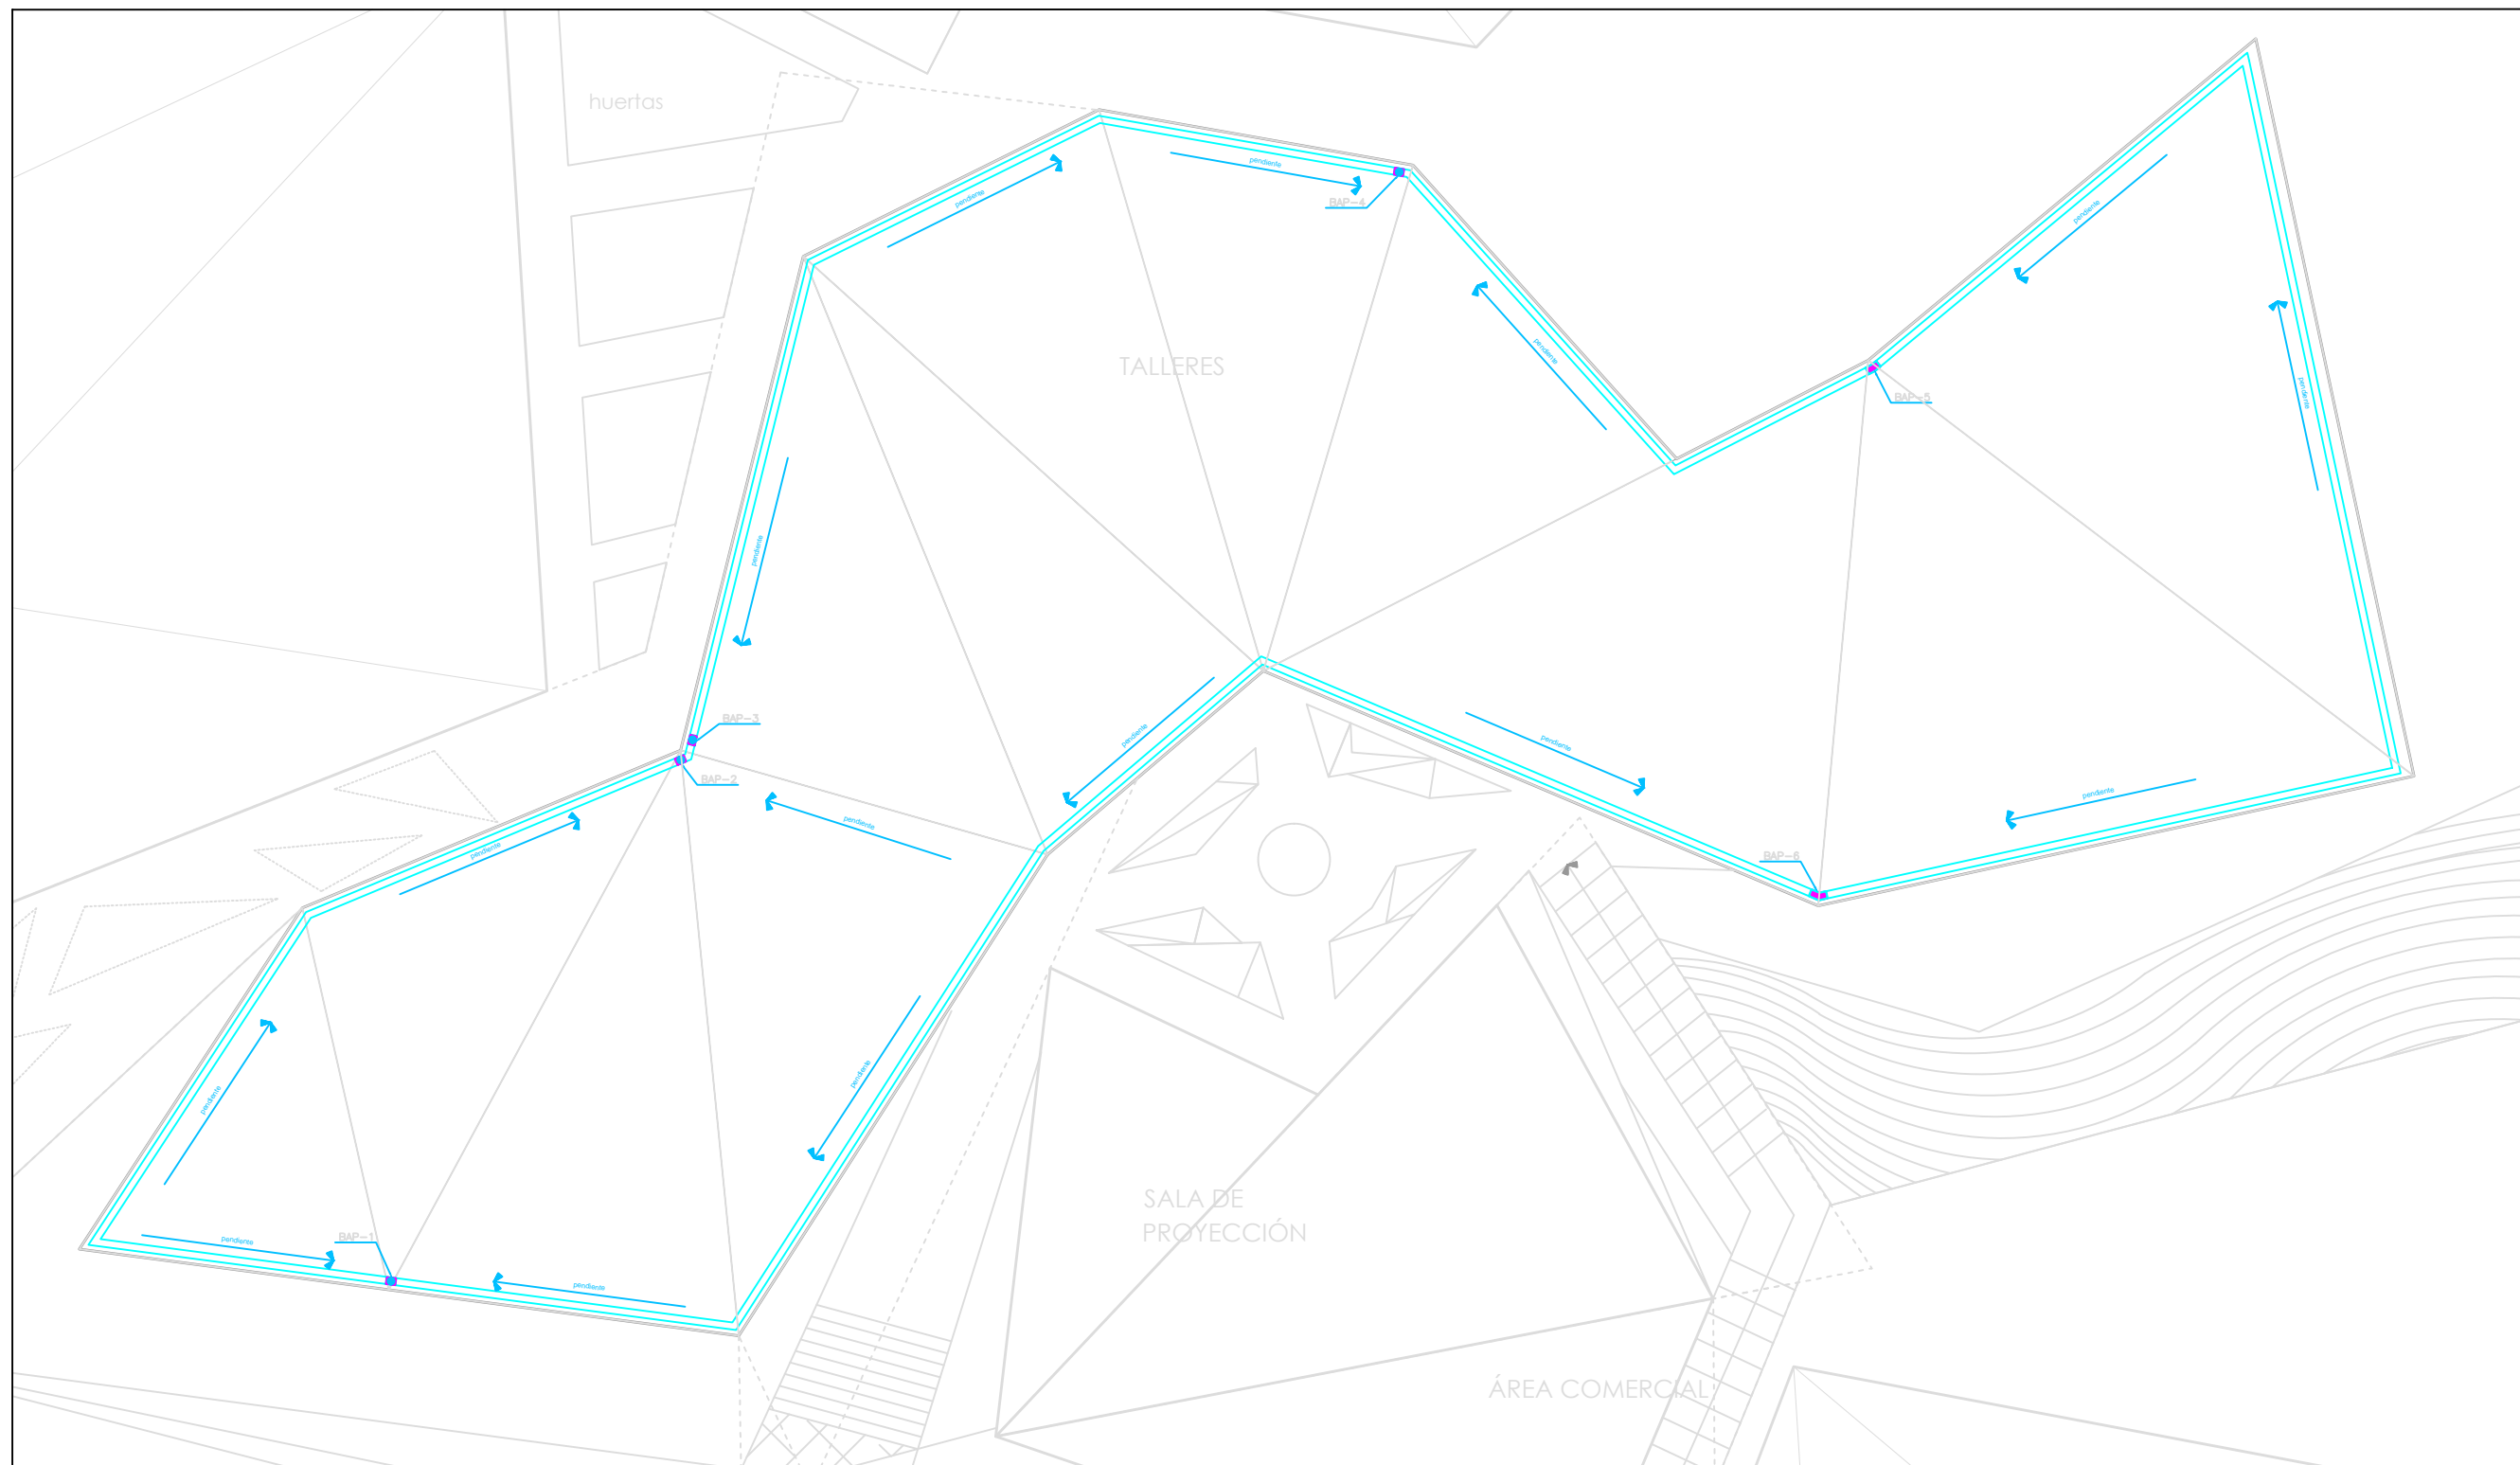 huertas
pendiente
pendiente
BAP-4
pendiente
pendiente
TALLERES
pendiente
BAP-5
pendiente
pendiente
BAP-3
pendiente
pendiente
BAP-2
pendiente
pendiente
pendiente
BAP-6
pendiente
pendiente
SALA DE
PROYECCIÓN
BAP-1
pendiente
pendiente
ÁREA COMERCIAL